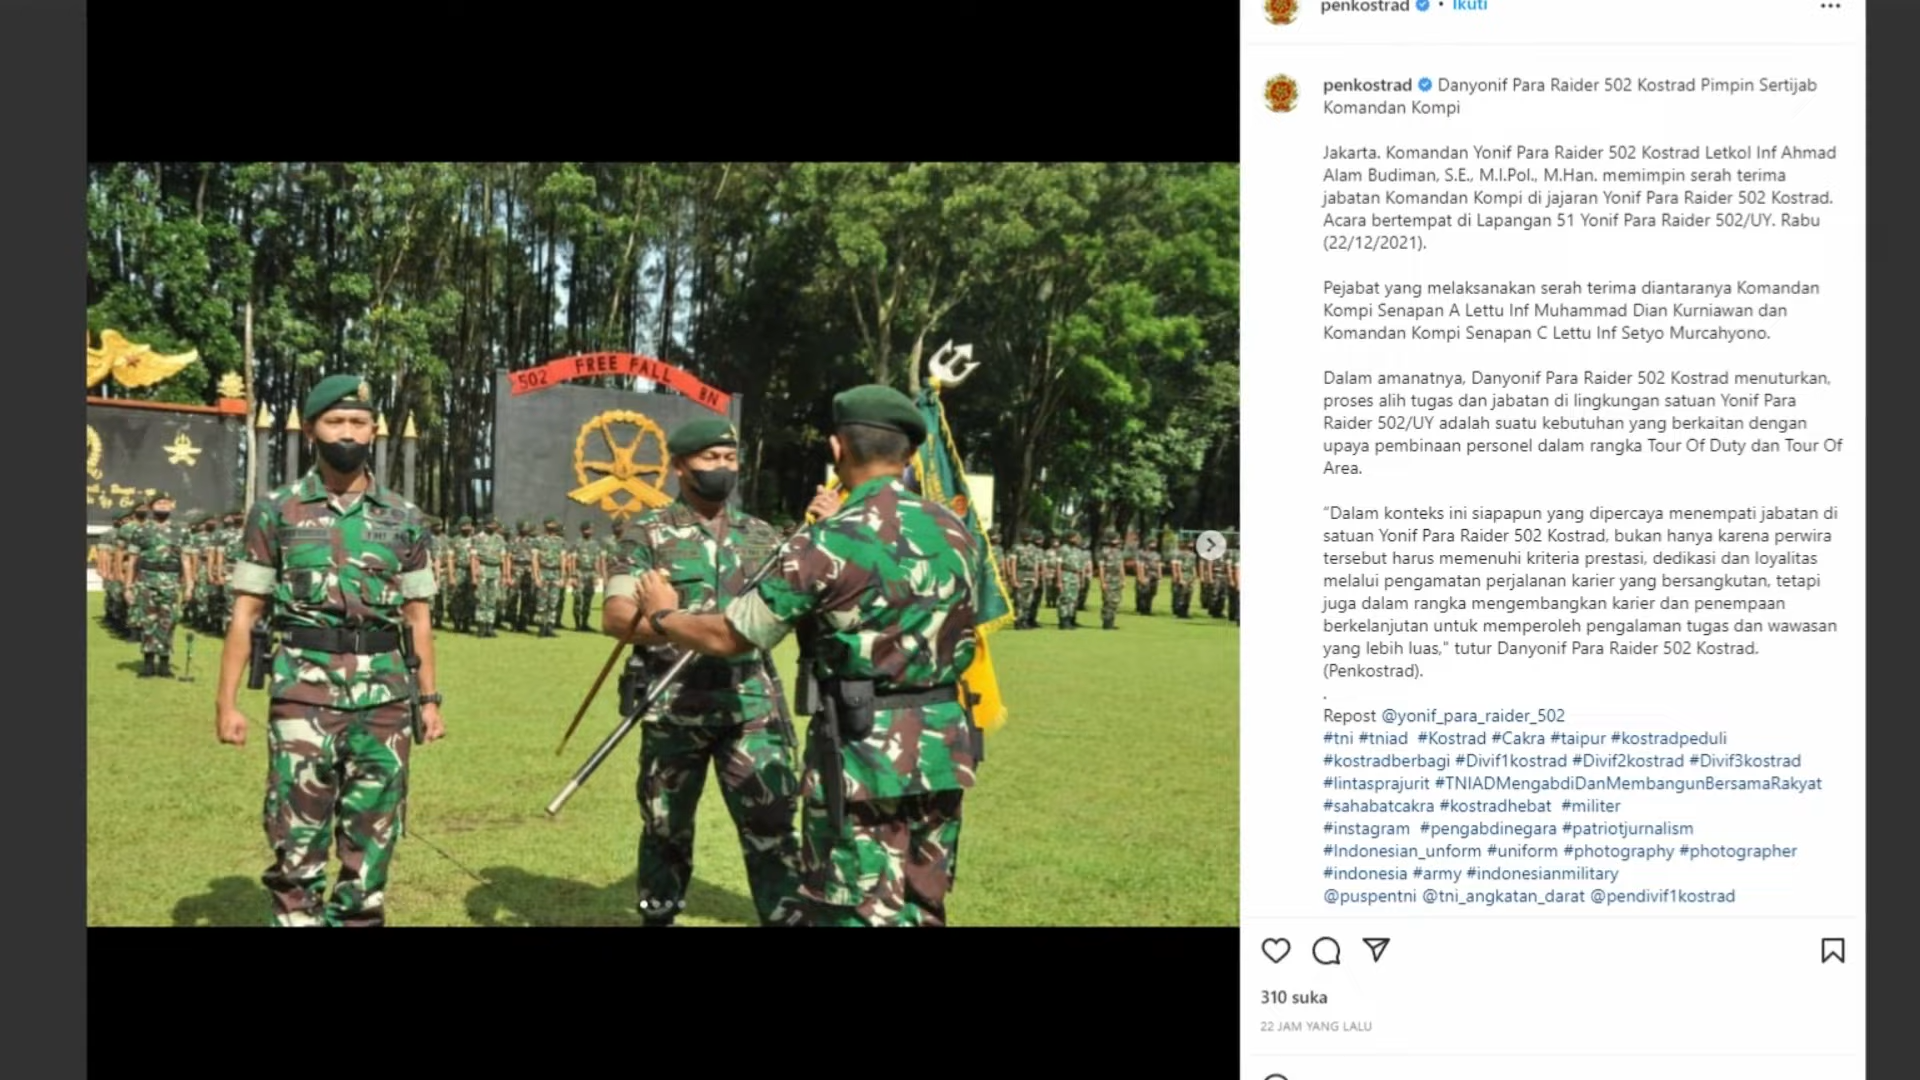 penkostrad • Ikuti
penkostrad Danyonif Para Raider 502 Kostrad Pimpin Sertijab
Komandan Kompi
Jakarta. Komandan Yonif Para Raider 502 Kostrad Letkol Inf Ahmad
Alam Budiman, S.E., M.I.Pol., M.Han. memimpin serah terima
jabatan Komandan Kompi di jajaran Yonif Para Raider 502 Kostrad.
Acara bertempat di Lapangan 51 Yonif Para Raider 502/UY. Rabu
(22/12/2021).
Pejabat yang melaksanakan serah terima diantaranya Komandan
Kompi Senapan A Lettu Inf Muhammad Dian Kurniawan dan
Komandan Kompi Senapan C Lettu Inf Setyo Murcahyono.
Dalam amanatnya, Danyonif Para Raider 502 Kostrad menuturkan,
proses alih tugas dan jabatan di lingkungan satuan Yonif Para
Raider 502/UY adalah suatu kebutuhan yang berkaitan dengan
upaya pembinaan personel dalam rangka Tour Of Duty dan Tour Of
Area.
“Dalam konteks ini siapapun yang dipercaya menempati jabatan di
satuan Yonif Para Raider 502 Kostrad, bukan hanya karena perwira
tersebut harus memenuhi kriteria prestasi, dedikasi dan loyalitas
melalui pengamatan perjalanan karier yang bersangkutan, tetapi
juga dalam rangka mengembangkan karier dan penempaan
berkelanjutan untuk memperoleh pengalaman tugas dan wawasan
yang lebih luas," tutur Danyonif Para Raider 502 Kostrad.
(Penkostrad).
.
Repost @yonif_para_raider_502
#tni #tniad #Kostrad #Cakra #taipur #kostradpeduli
#kostradberbagi #Divif1kostrad #Divif2kostrad #Divif3kostrad
#lintasprajurit #TNIADMengabdiDanMembangunBersamaRakyat
#sahabatcakra #kostradhebat #militer
#instagram #pengabdinegara #patriotjurnalism
#Indonesian_unform #uniform #photography #photographer
#indonesia #army #indonesianmilitary
@puspentni @tni_angkatan_darat @pendivif1kostrad
310 suka
22 JAM YANG LALU
502 FREE FALL BN